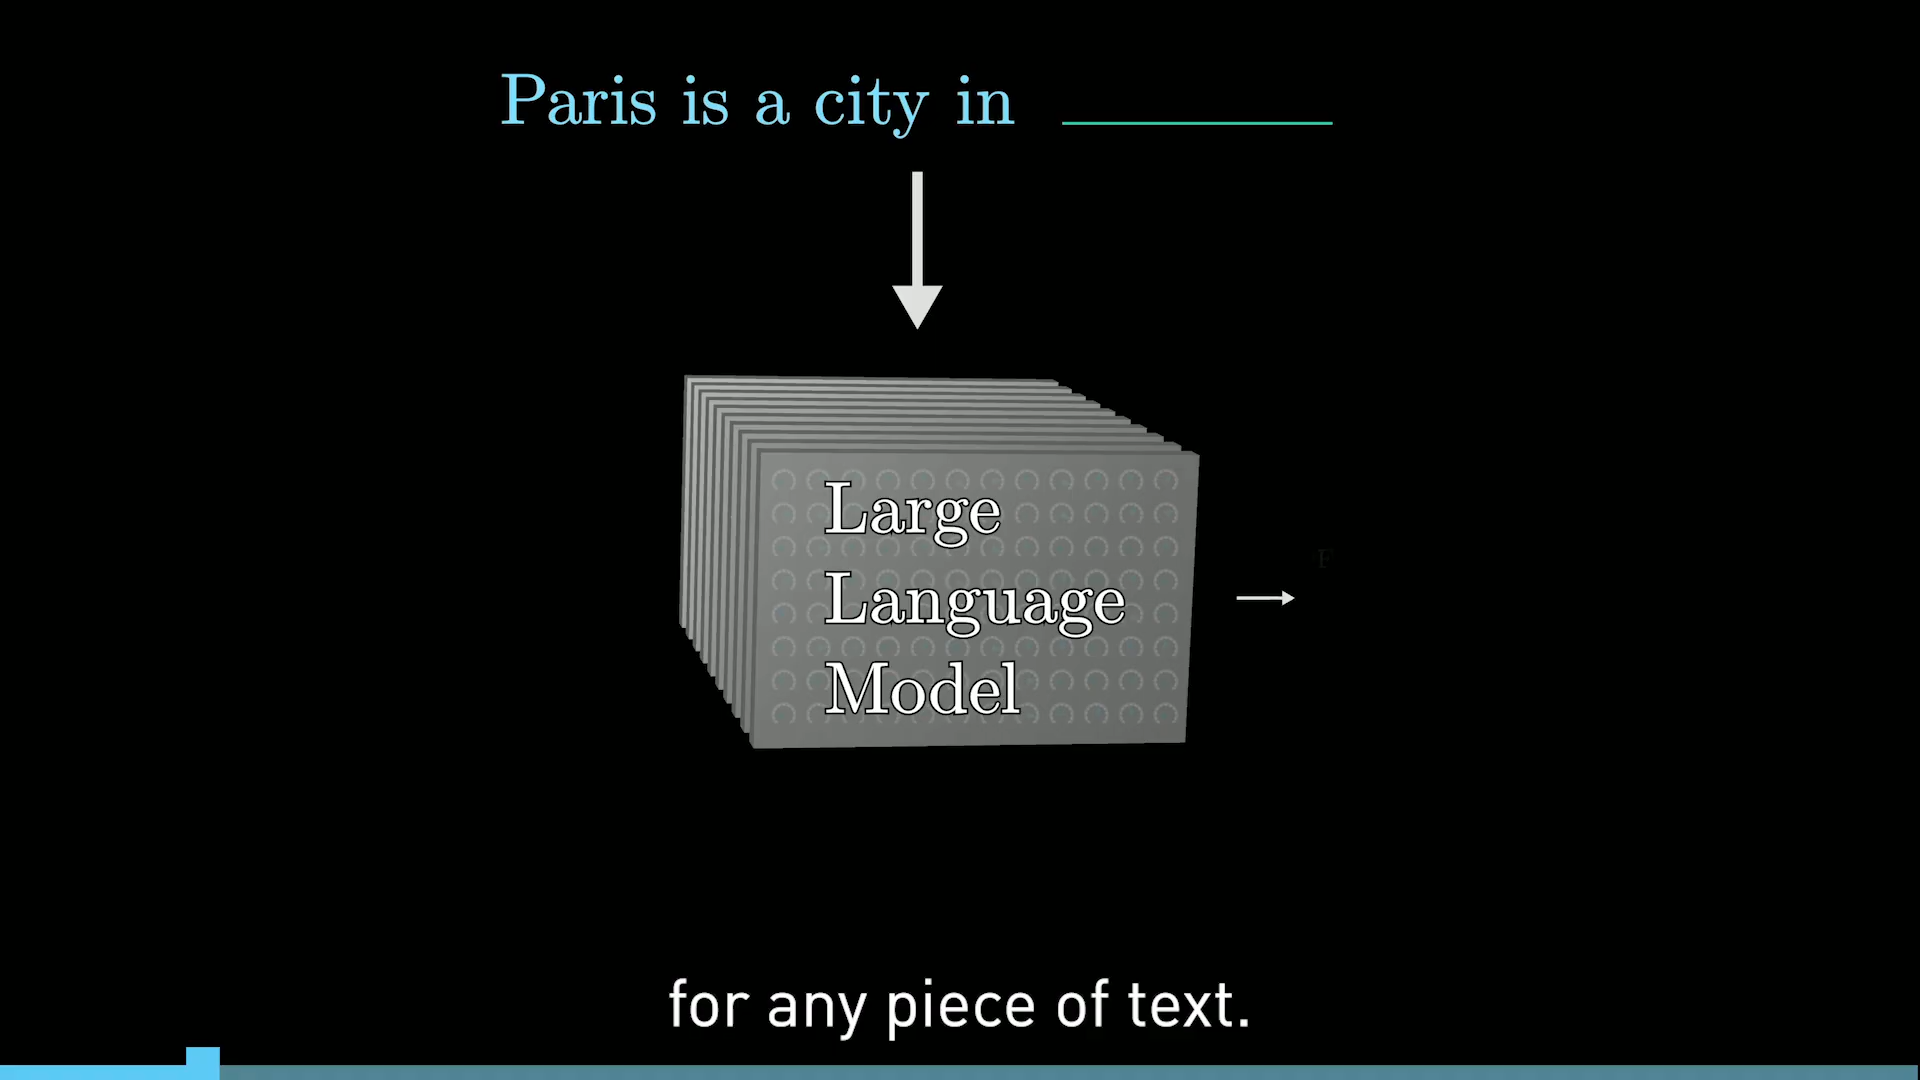 Paris is a city in
Large
Language
Model
F
for any piece of text.